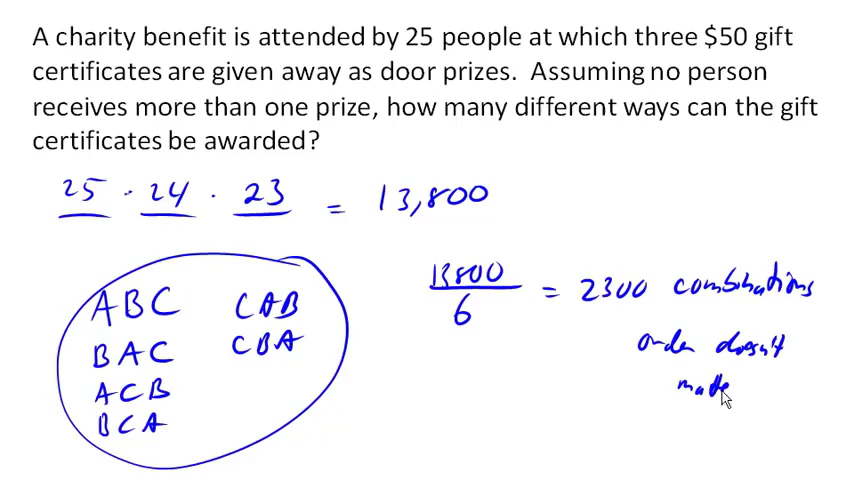 A charity benefit is attended by 25 people at which three $50 gift
certificates are given away as door prizes. Assuming no person
receives more than one prize, how many different ways can the gift
certificates be awarded?
25 · 24 · 23 = 13,800
ABC CAB
BAC CBA
ACB
BCA
13800
6
= 2300 combinations
order doesn't